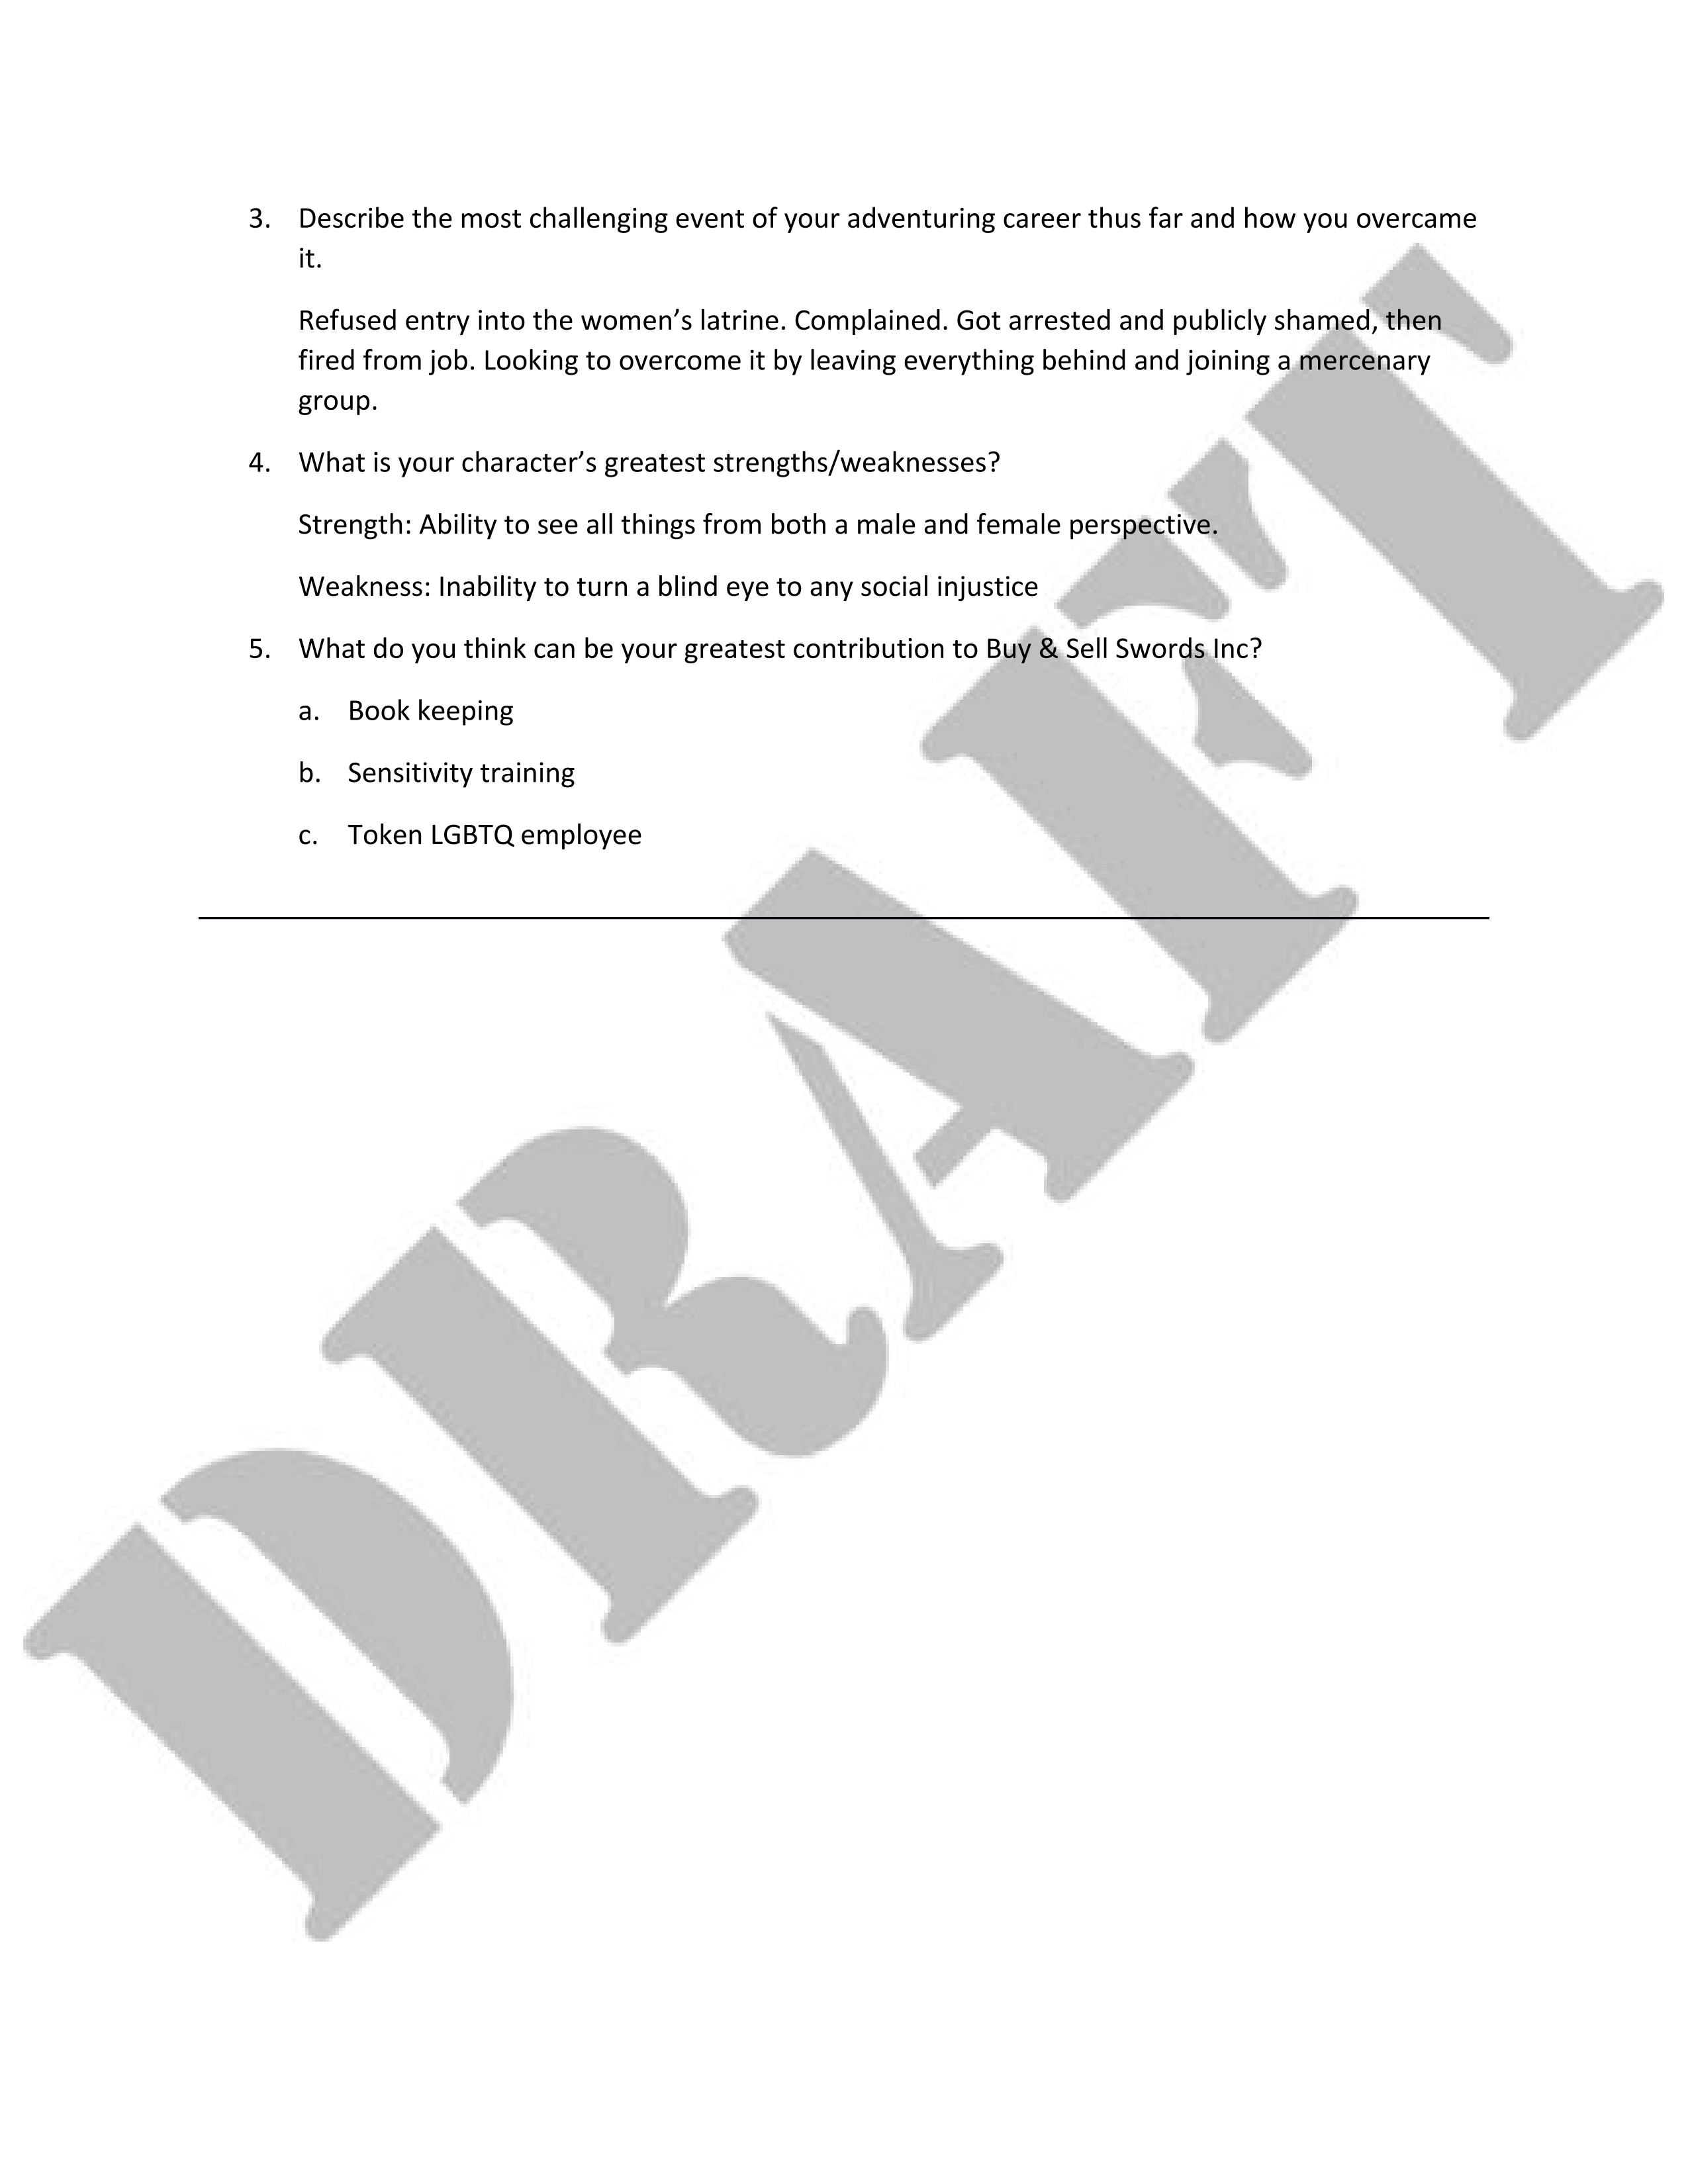 3. Describe the most challenging event of your adventuring career thus far and how you overcame
it.
Refused entry into the women’s latrine. Complained. Got arrested and publicly shamed, then
fired from job. Looking to overcome it by leaving everything behind and joining a mercenary
group.
4. What is your character’s greatest strengths/weaknesses?
Strength: Ability to see all things from both a male and female perspective.
Weakness: Inability to turn a blind eye to any social injustice
5. What do you think can be your greatest contribution to Buy & Sell Swords Inc?
a. Book keeping
b. Sensitivity training
c. Token LGBTQ employee
DRAFT